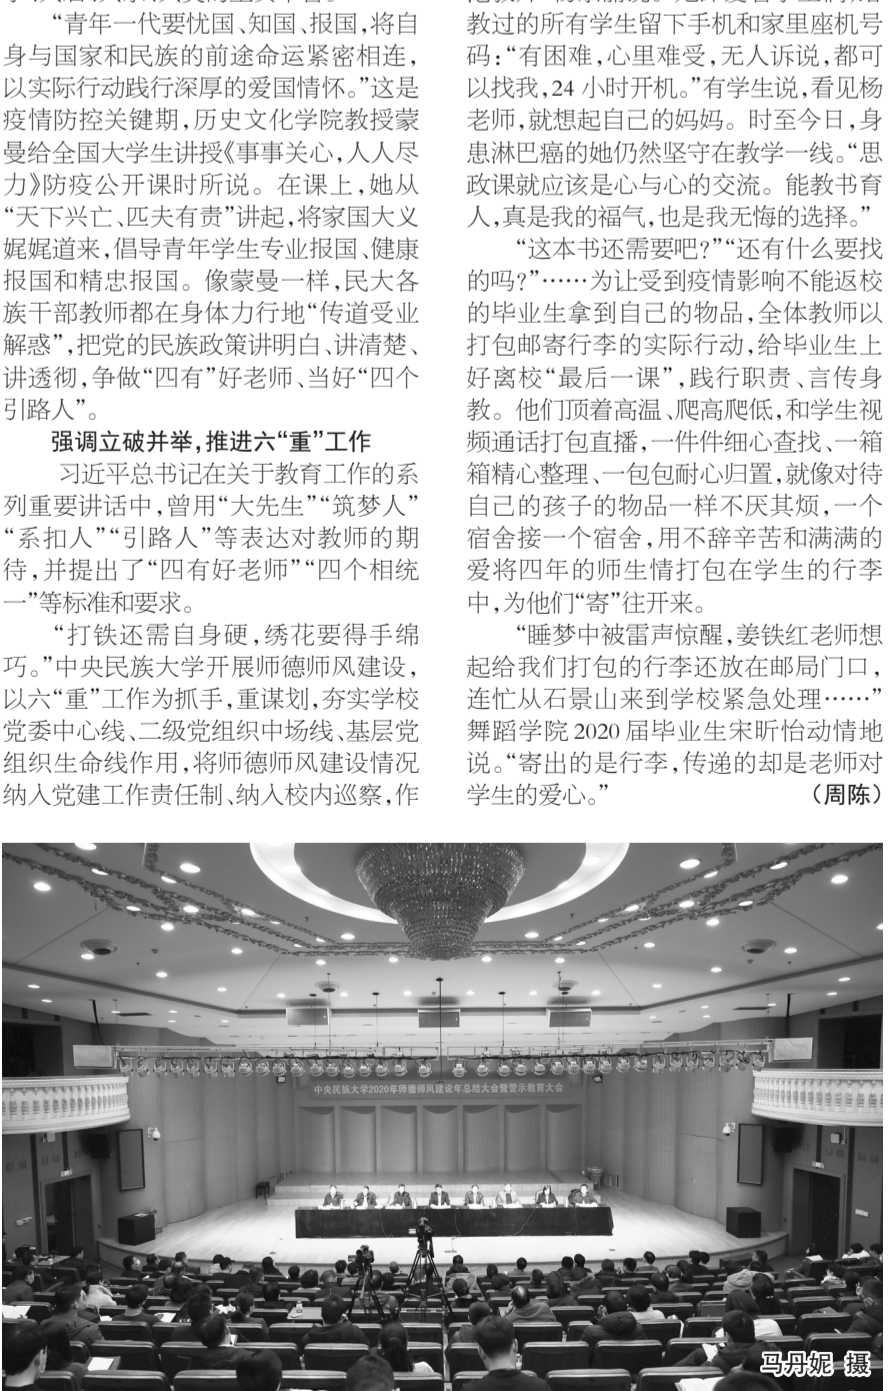 “青年一代要忧国、知国、报国，将自
身与国家和民族的前途命运紧密相连，
以实际行动践行深厚的爱国情怀。”这是
疫情防控关键期，历史文化学院教授蒙
曼给全国大学生讲授《事事关心，人人尽
力》防疫公开课时所说。在课上，她从
“天下兴亡、匹夫有责”讲起，将家国大义
娓娓道来，倡导青年学生专业报国、健康
报国和精忠报国。像蒙曼一样，民大各
族干部教师都在身体力行地“传道受业
解惑”，把党的民族政策讲明白、讲清楚、
讲透彻，争做“四有”好老师、当好“四个
引路人”。
强调立破并举，推进六“重”工作
习近平总书记在关于教育工作的系
列重要讲话中，曾用“大先生”“筑梦人”
“系扣人”“引路人”等表达对教师的期
待，并提出了“四有好老师”“四个相统
一”等标准和要求。
“打铁还需自身硬，绣花要得手绵
巧。”中央民族大学开展师德师风建设，
以六“重”工作为抓手，重谋划，夯实学校
党委中心线、二级党组织中场线、基层党
组织生命线作用，将师德师风建设情况
纳入党建工作责任制、纳入校内巡察，作
教过的所有学生留下手机和家里座机号
码：“有困难，心里难受，无人诉说，都可
以找我，24 小时开机。”有学生说，看见杨
老师，就想起自己的妈妈。时至今日，身
患淋巴癌的她仍然坚守在教学一线。“思
政课就应该是心与心的交流。能教书育
人，真是我的福气，也是我无悔的选择。”
“这本书还需要吧？”“还有什么要找
的吗？”……为让受到疫情影响不能返校
的毕业生拿到自己的物品，全体教师以
打包邮寄行李的实际行动，给毕业生上
好离校“最后一课”，践行职责、言传身
教。他们顶着高温、爬高爬低，和学生视
频通话打包直播，一件件细心查找、一箱
箱精心整理、一包包耐心归置，就像对待
自己的孩子的物品一样不厌其烦，一个
宿舍接一个宿舍，用不辞辛苦和满满的
爱将四年的师生情打包在学生的行李
中，为他们“寄”往开来。
“睡梦中被雷声惊醒，姜铁红老师想
起给我们打包的行李还放在邮局门口，
连忙从石景山来到学校紧急处理……”
舞蹈学院 2020 届毕业生宋昕怡动情地
说。“寄出的是行李，传递的却是老师对
学生的爱心。”（周陈）
中央民族大学2020年师德师风建设年总结大会暨警示教育大会
马丹妮 摄